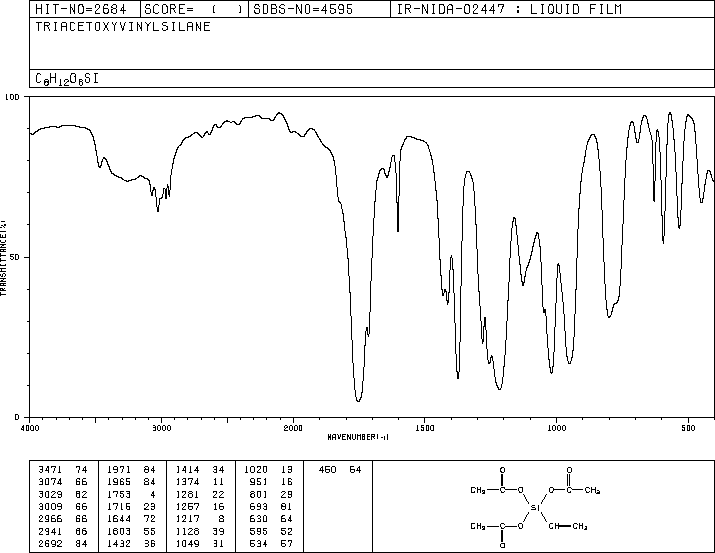 HIT-NO=2684 SCORE= ( ) SDBS-NO=4595 IR-NIDA-02447 : LIQUID FILM
TRIACETOXYVINYLSILANE
C8H12O6SI
100
50
0
TRANSMITTANCE(%)
4000 3000 2000 1500 1000 500
WAVENUMBER(-1)
3471 74 1971 84 1414 34 1020 13 450 64
3074 66 1965 84 1374 11 951 16
3029 62 1753 4 1281 22 801 29
3009 66 1716 29 1257 16 693 81
2966 66 1644 72 1217 8 630 64
2941 66 1603 55 1128 39 595 52
2692 84 1432 36 1049 31 534 57
O O
CH3 C O O C CH3
SI
CH3 C O CH CH2
O